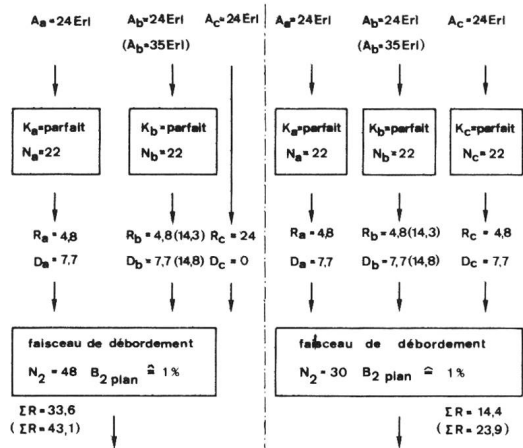 Aa=24Erl Ab=24Erl Ac=24Erl
(Ab=35Erl)
Ka=parfait Kb=parfait
Na=22 Nb=22
Ra=4,8 Rb=4,8(14,3) Rc=24
Da=7,7 Db=7,7(14,8) Dc=0
faisceau de débordement
N2=48 B2 plan ≙ 1%
ΣR=33,6
(ΣR=43,1)
Aa=24Erl Ab=24Erl Ac=24Erl
(Ab=35Erl)
Ka=parfait Kb=parfait Kc=parfait
Na=22 Nb=22 Nc=22
Ra=4,8 Rb=4,8(14,3) Rc=4,8
Da=7,7 Db=7,7(14,8) Dc=7,7
faisceau de débordement
N2=30 B2 plan ≙ 1%
ΣR=14,4
(ΣR=23,9)